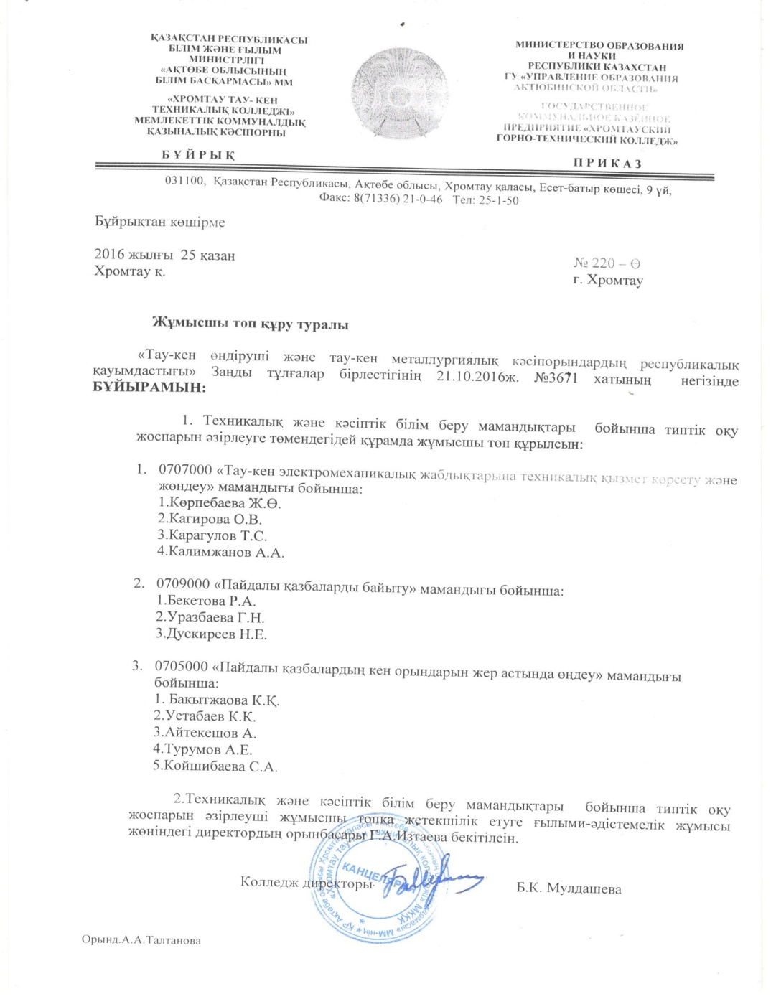 ҚАЗАҚСТАН РЕСПУБЛИКАСЫ
БІЛІМ ЖӘНЕ ҒЫЛЫМ
МИНИСТРЛІГІ
«АҚТӨБЕ ОБЛЫСЫНЫҢ
БІЛІМ БАСҚАРМАСЫ» ММ
«ХРОМТАУ ТАУ- КЕН
ТЕХНИКАЛЫҚ КОЛЛЕДЖІ»
МЕМЛЕКЕТТІК КОММУНАЛДЫҚ
ҚАЗЫНАЛЫҚ КӘСІПОРНЫ
БҰЙРЫҚ
МИНИСТЕРСТВО ОБРАЗОВАНИЯ
И НАУКИ
РЕСПУБЛИКИ КАЗАХСТАН
ГУ «УПРАВЛЕНИЕ ОБРАЗОВАНИЯ
АКТЮБИНСКОЙ ОБЛАСТИ»
ГОСУДАРСТВЕННОЕ
КОММУНАЛЬНОЕ КАЗЕННОЕ
ПРЕДПРИЯТИЕ «ХРОМТАУСКИЙ
ГОРНО-ТЕХНИЧЕСКИЙ КОЛЛЕДЖ»
ПРИКАЗ
031100, Қазақстан Республикасы, Ақтөбе облысы, Хромтау қаласы, Есет-батыр көшесі, 9 үй,
Факс: 8(71336) 21-0-46 Тел: 25-1-50
Бұйрықтан көшірме
2016 жылғы 25 қазан
Хромтау қ.
№ 220 – Ө
г. Хромтау
Жұмысшы топ құру туралы
«Тау-кен өндіруші және тау-кен металлургиялық кәсіпорындардың республикалық
қауымдастығы» Заңды тұлғалар бірлестігінің 21.10.2016ж. №3671 хатының негізінде
БҰЙЫРАМЫН:
1. Техникалық және кәсіптік білім беру мамандықтары бойынша типтік оқу
жоспарын әзірлеуге төмендегідей құрамда жұмысшы топ құрылсын:
1. 0707000 «Тау-кен электромеханикалық жабдықтарына техникалық қызмет көрсету және
жөндеу» мамандығы бойынша:
1.Көрпебаева Ж.Ө.
2.Кагирова О.В.
3.Карагулов Т.С.
4.Калимжанов А.А.
2. 0709000 «Пайдалы қазбаларды байыту» мамандығы бойынша:
1.Бекетова Р.А.
2.Уразбаева Г.Н.
3.Дускиреев Н.Е.
3. 0705000 «Пайдалы қазбалардың кен орындарын жер астында өңдеу» мамандығы
бойынша:
1. Бакытжаова К.Қ.
2.Устабаев К.К.
3.Айтекешов А.
4.Турумов А.Е.
5.Койшибаева С.А.
2.Техникалық және кәсіптік білім беру мамандықтары бойынша типтік оқу
жоспарын әзірлеуші жұмысшы топқа жетекшілік етуге ғылыми-әдістемелік жұмысы
жөніндегі директордың орынбасары Г.А.Изтаева бекітілсін.
Колледж директоры
Б.К. Мулдашева
КАНЦЕЛЯРИЯ
Орынд.А.А.Талтанова